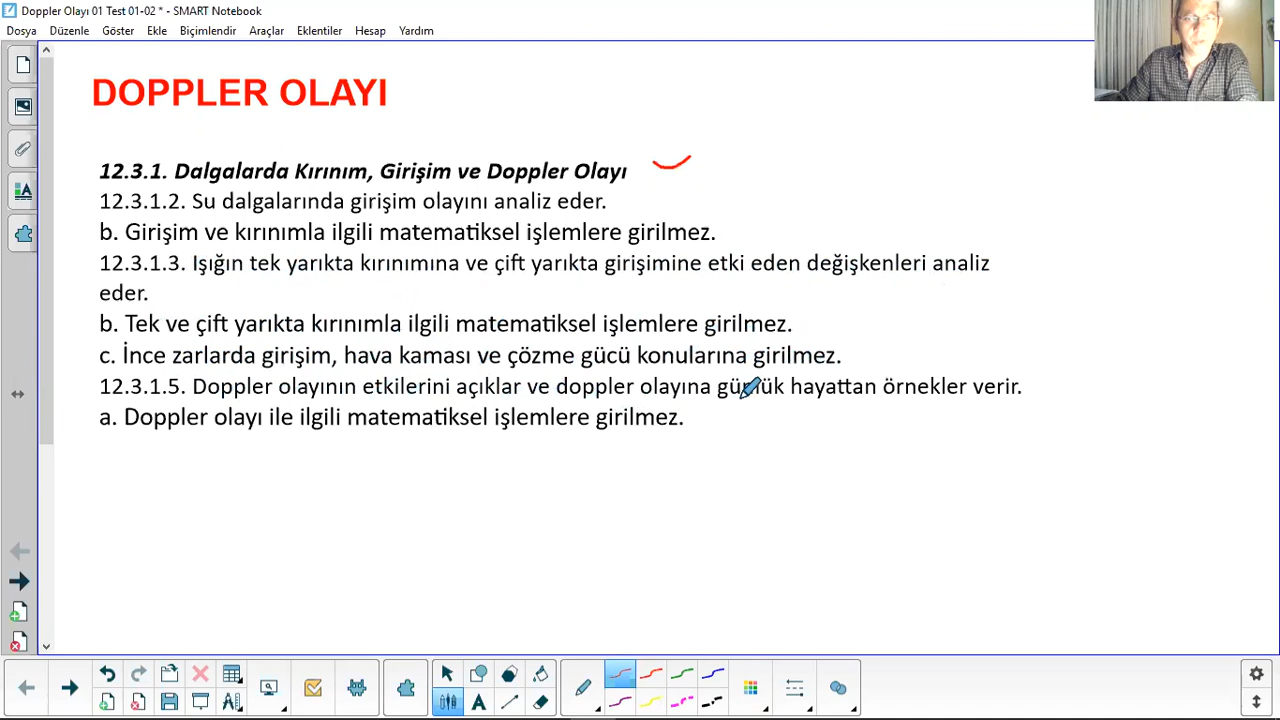 Doppler Olayı 01 Test 01-02 * - SMART Notebook
Dosya Düzenle Göster Ekle Biçimlendir Araçlar Eklentiler Hesap Yardım
DOPPLER OLAYI
12.3.1. Dalgalarda Kırınım, Girişim ve Doppler Olayı
12.3.1.2. Su dalgalarında girişim olayını analiz eder.
b. Girişim ve kırınımla ilgili matematiksel işlemlere girilmez.
12.3.1.3. Işığın tek yarıkta kırınımına ve çift yarıkta girişimine etki eden değişkenleri analiz
eder.
b. Tek ve çift yarıkta kırınımla ilgili matematiksel işlemlere girilmez.
c. İnce zarlarda girişim, hava kaması ve çözme gücü konularına girilmez.
12.3.1.5. Doppler olayının etkilerini açıklar ve doppler olayına günlük hayattan örnekler verir.
a. Doppler olayı ile ilgili matematiksel işlemlere girilmez.